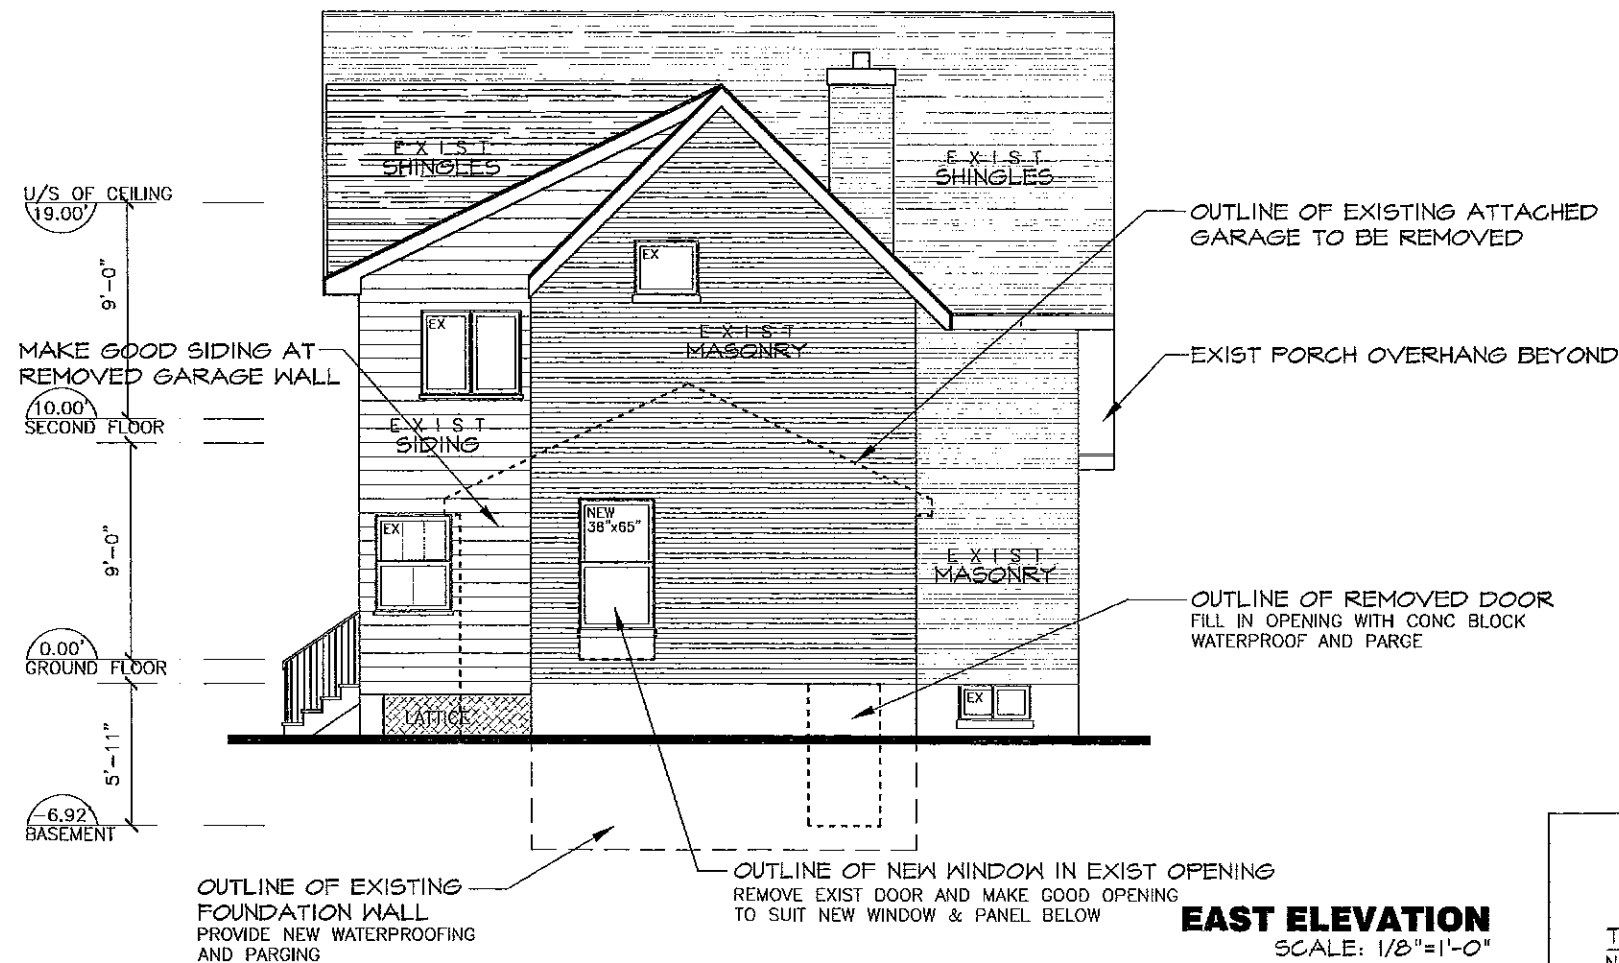 E X I S T
SHINGLES
E X I S T
SHINGLES
U/S OF CEILING
19.00'
9'-0"
OUTLINE OF EXISTING ATTACHED
GARAGE TO BE REMOVED
EX
EX
E X I S T
MASONRY
MAKE GOOD SIDING AT
REMOVED GARAGE WALL
EXIST PORCH OVERHANG BEYOND
10.00'
SECOND FLOOR
E X I S T
SIDING
9'-0"
EX
NEW
38"x65"
E X I S T
MASONRY
OUTLINE OF REMOVED DOOR
FILL IN OPENING WITH CONC BLOCK
WATERPROOF AND PARGE
0.00'
GROUND FLOOR
EX
LATTICE
5'-11"
-6.92'
BASEMENT
OUTLINE OF EXISTING
FOUNDATION WALL
PROVIDE NEW WATERPROOFING
AND PARGING
OUTLINE OF NEW WINDOW IN EXIST OPENING
REMOVE EXIST DOOR AND MAKE GOOD OPENING
TO SUIT NEW WINDOW & PANEL BELOW
EAST ELEVATION
SCALE: 1/8"=1'-0"